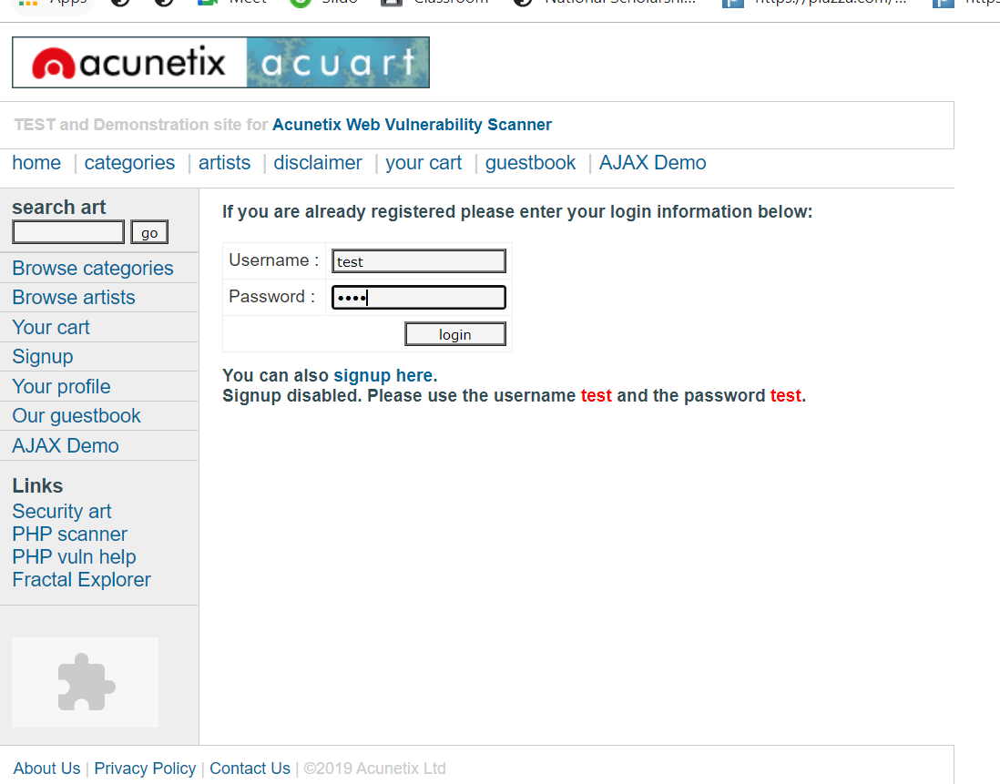 Apps Meet Slido Classroom National Scholarshi... https://piazza.com/... https
acunetix acuart
TEST and Demonstration site for Acunetix Web Vulnerability Scanner
home | categories | artists | disclaimer | your cart | guestbook | AJAX Demo
search art
go
Browse categories
Browse artists
Your cart
Signup
Your profile
Our guestbook
AJAX Demo
Links
Security art
PHP scanner
PHP vuln help
Fractal Explorer
If you are already registered please enter your login information below:
Username : test
Password : ••••
login
You can also signup here.
Signup disabled. Please use the username test and the password test.
About Us | Privacy Policy | Contact Us | ©2019 Acunetix Ltd